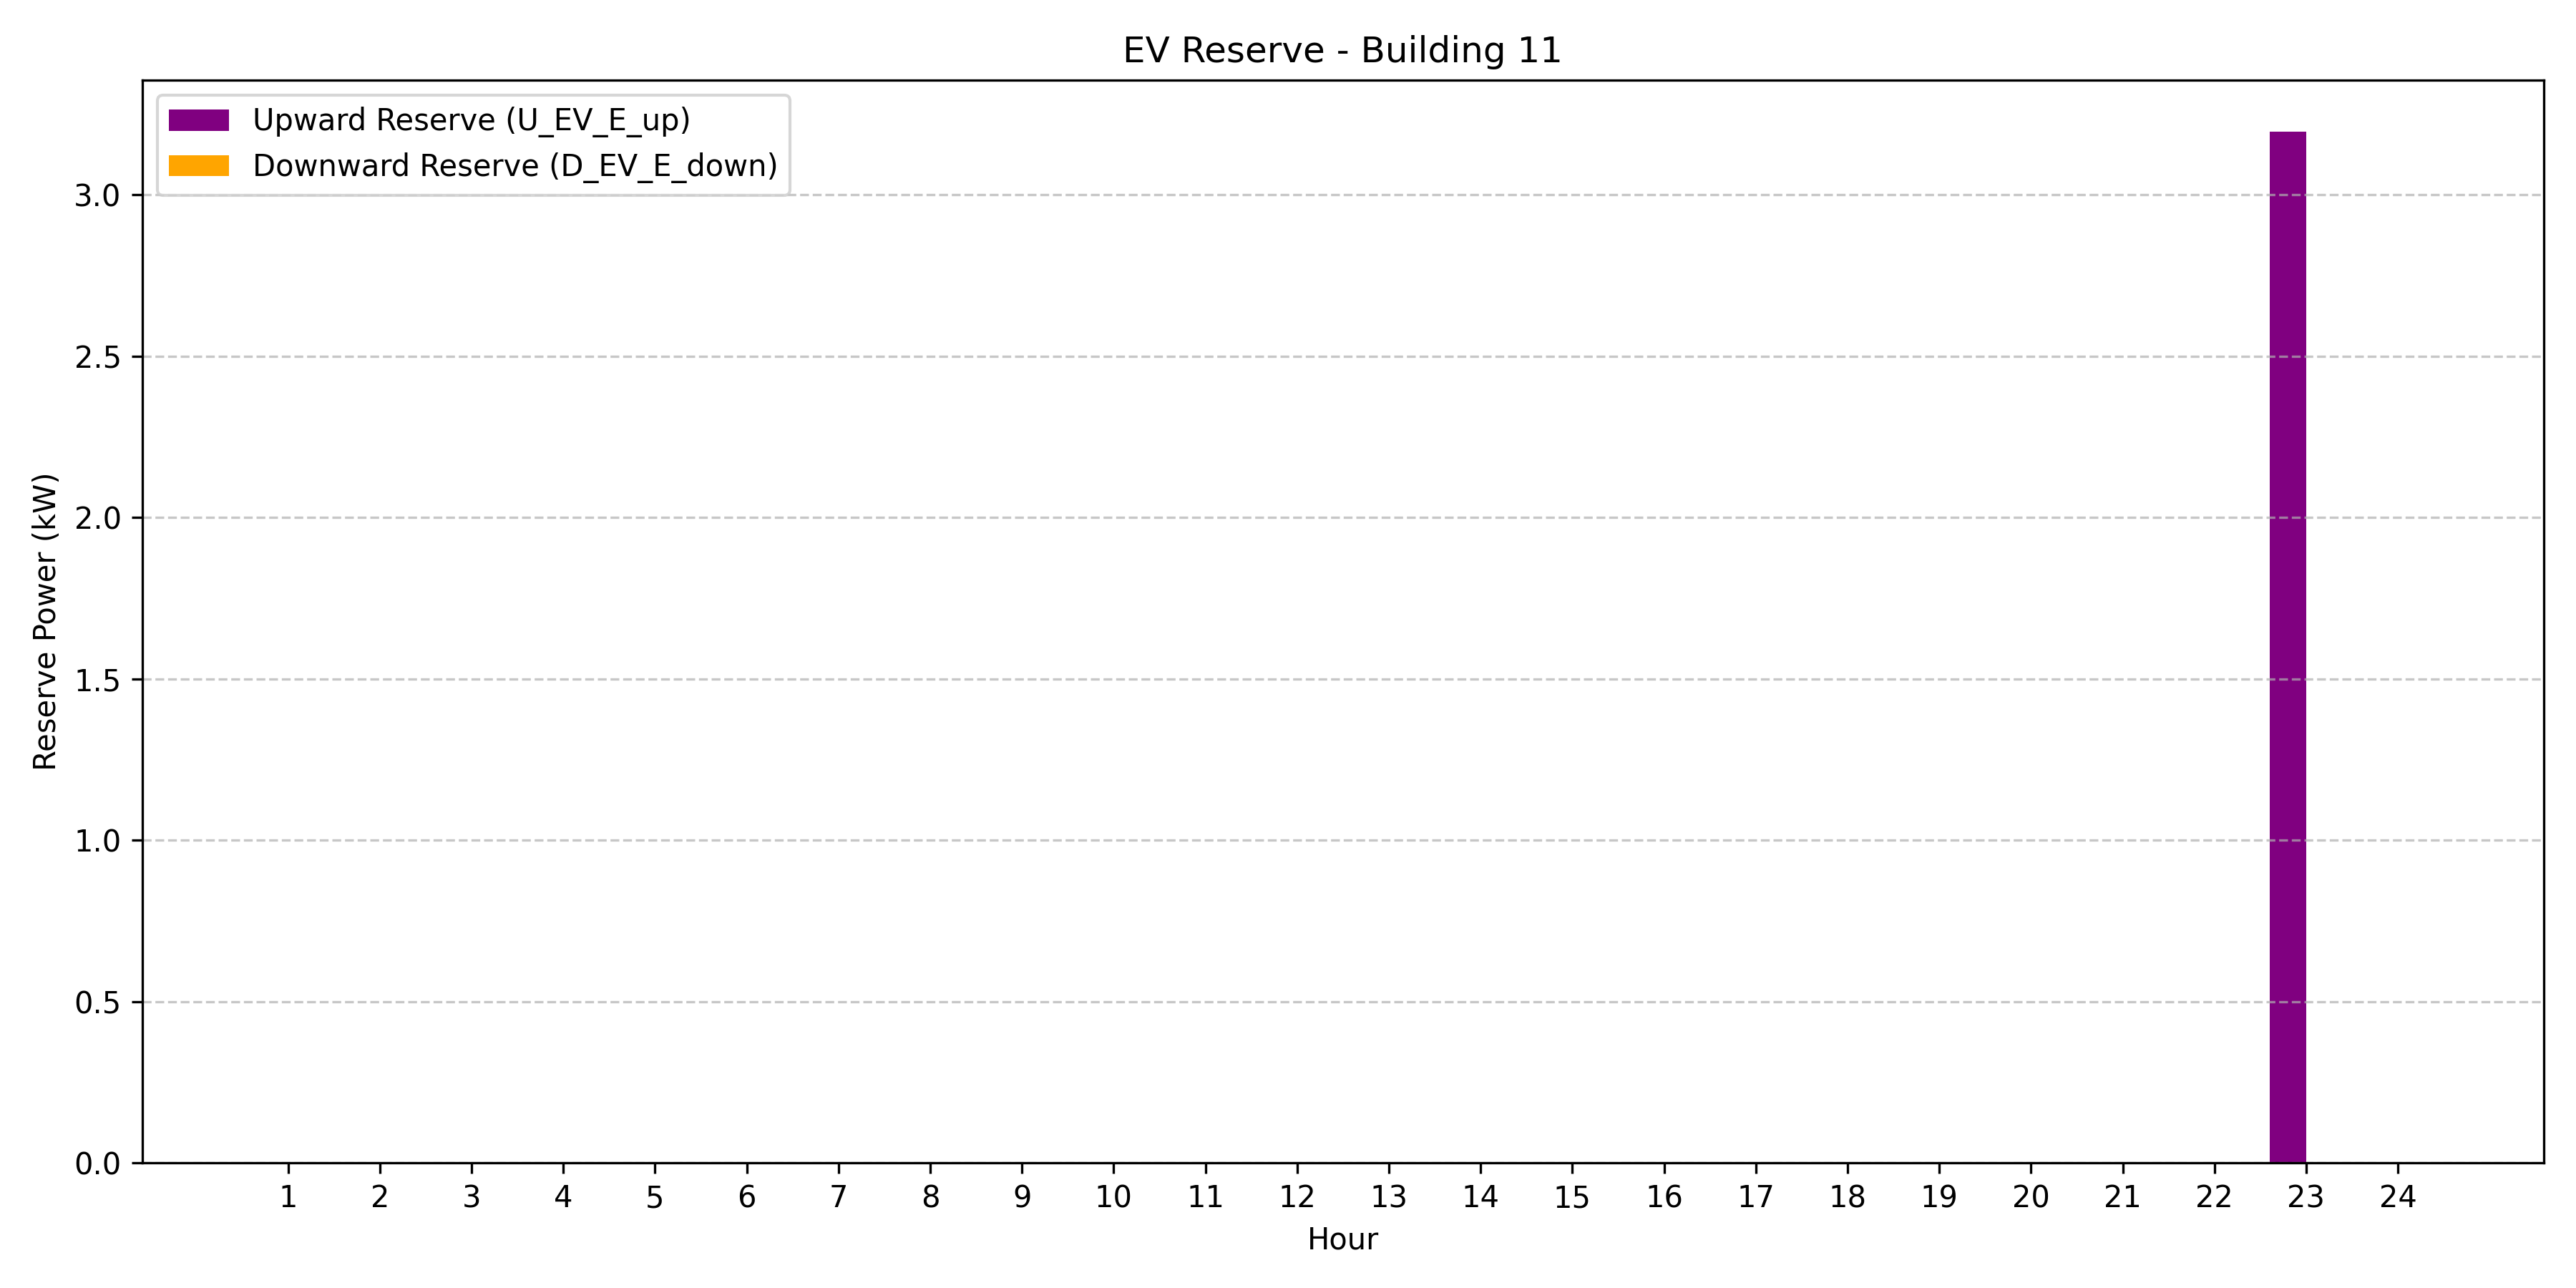 EV Reserve - Building 11
Upward Reserve (U_EV_E_up)
Downward Reserve (D_EV_E_down)
Reserve Power (kW)
3.0
2.5
2.0
1.5
1.0
0.5
0.0
1 2 3 4 5 6 7 8 9 10 11 12 13 14 15 16 17 18 19 20 21 22 23 24
Hour